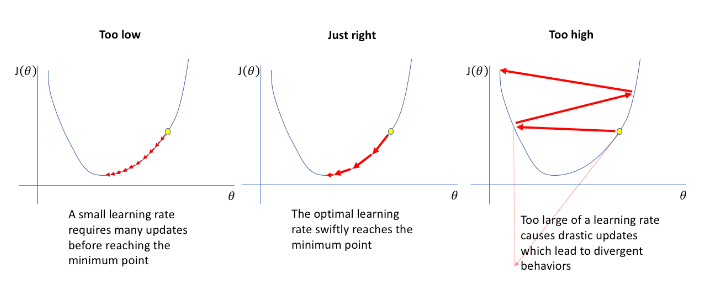 Too low
Just right
Too high
J(θ)
J(θ)
J(θ)
θ
θ
θ
A small learning rate
requires many updates
before reaching the
minimum point
The optimal learning
rate swiftly reaches the
minimum point
Too large of a learning rate
causes drastic updates
which lead to divergent
behaviors